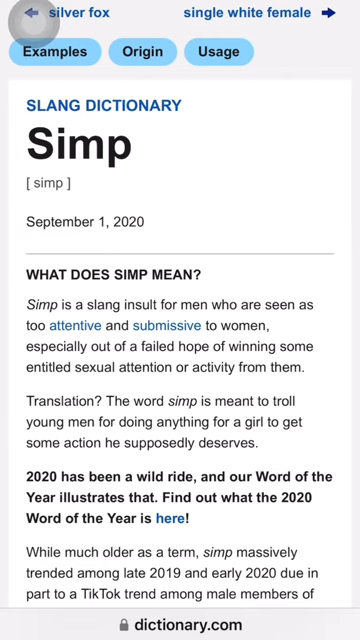 silver fox
single white female
Examples
Origin
Usage
SLANG DICTIONARY
Simp
[ simp ]
September 1, 2020
WHAT DOES SIMP MEAN?
Simp is a slang insult for men who are seen as
too attentive and submissive to women,
especially out of a failed hope of winning some
entitled sexual attention or activity from them.
Translation? The word simp is meant to troll
young men for doing anything for a girl to get
some action he supposedly deserves.
2020 has been a wild ride, and our Word of the
Year illustrates that. Find out what the 2020
Word of the Year is here!
While much older as a term, simp massively
trended among late 2019 and early 2020 due in
part to a TikTok trend among male members of
dictionary.com